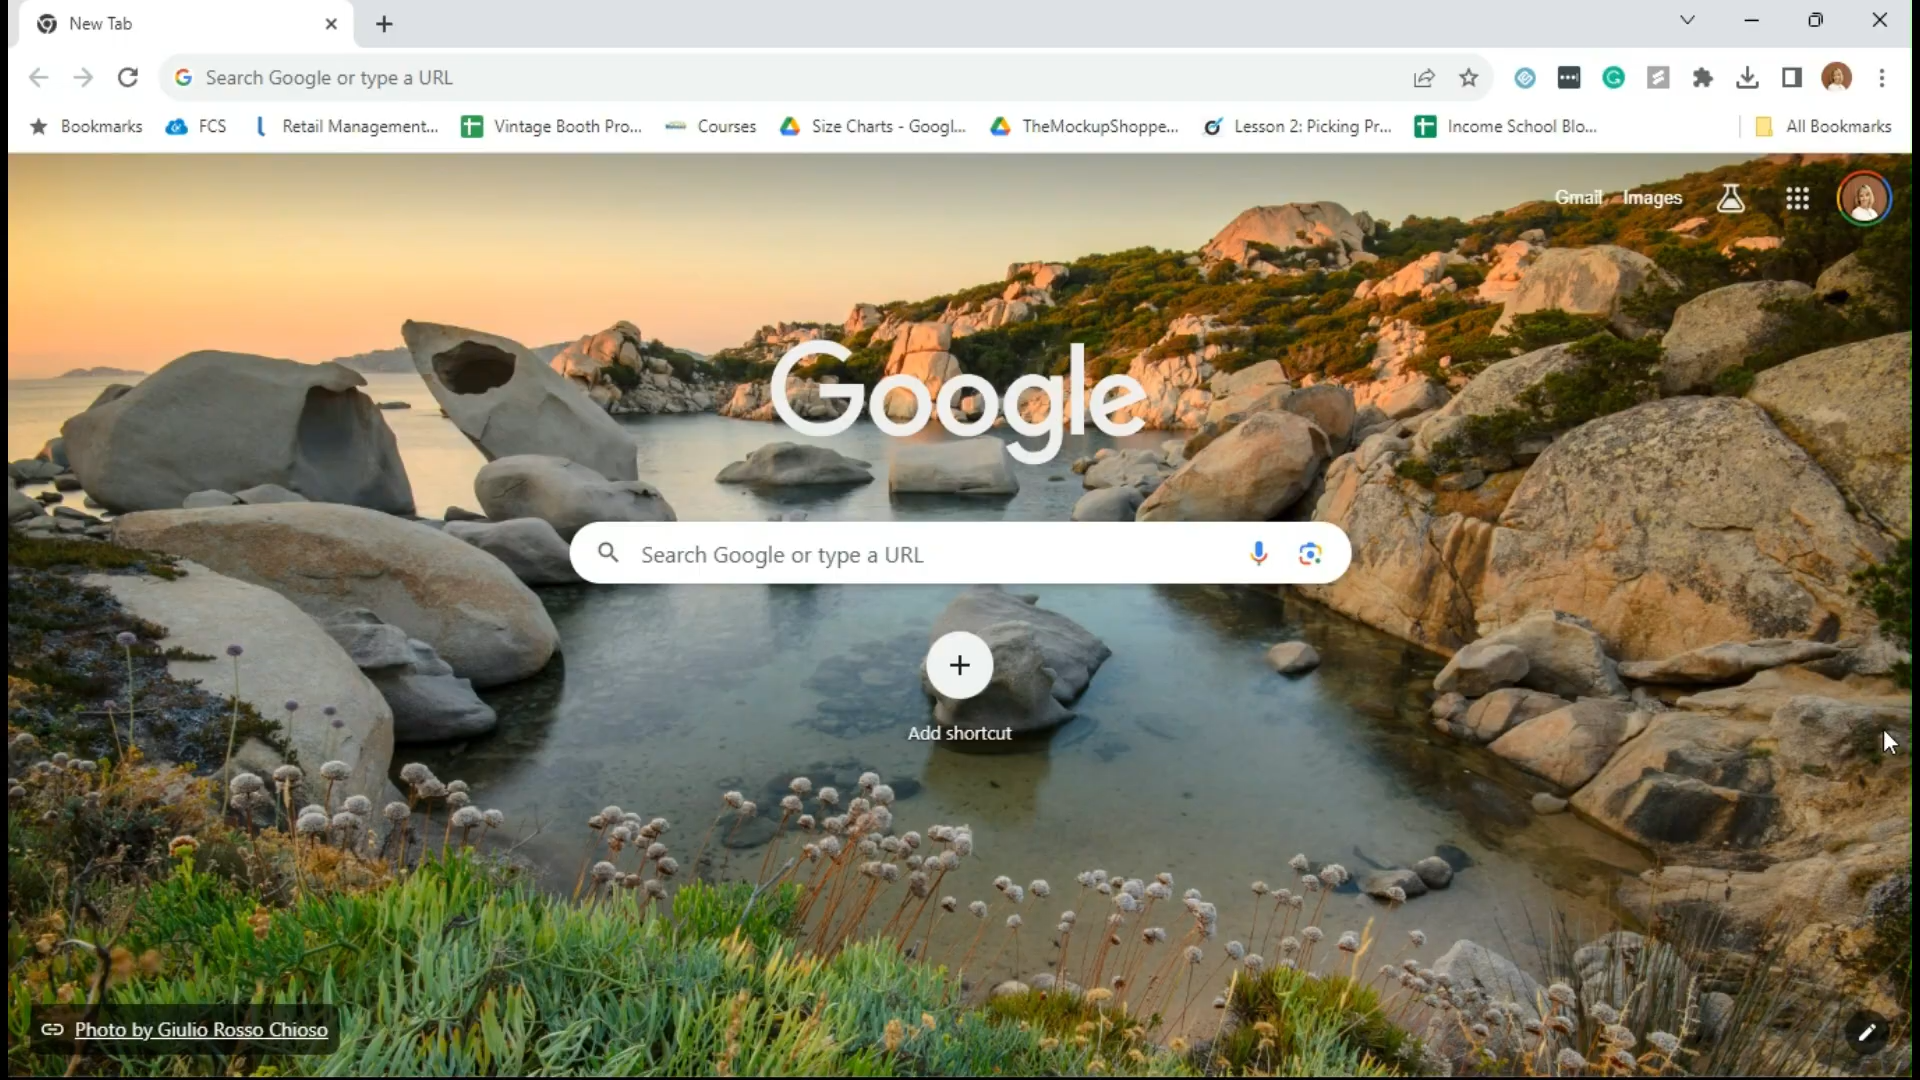 New Tab
Search Google or type a URL
Bookmarks FCS Retail Management... Vintage Booth Pro... Courses Size Charts - Googl... TheMockupShoppe... Lesson 2: Picking Pr... Income School Blo... All Bookmarks
Gmail Images
Google
Search Google or type a URL
Add shortcut
Photo by Giulio Rosso Chioso